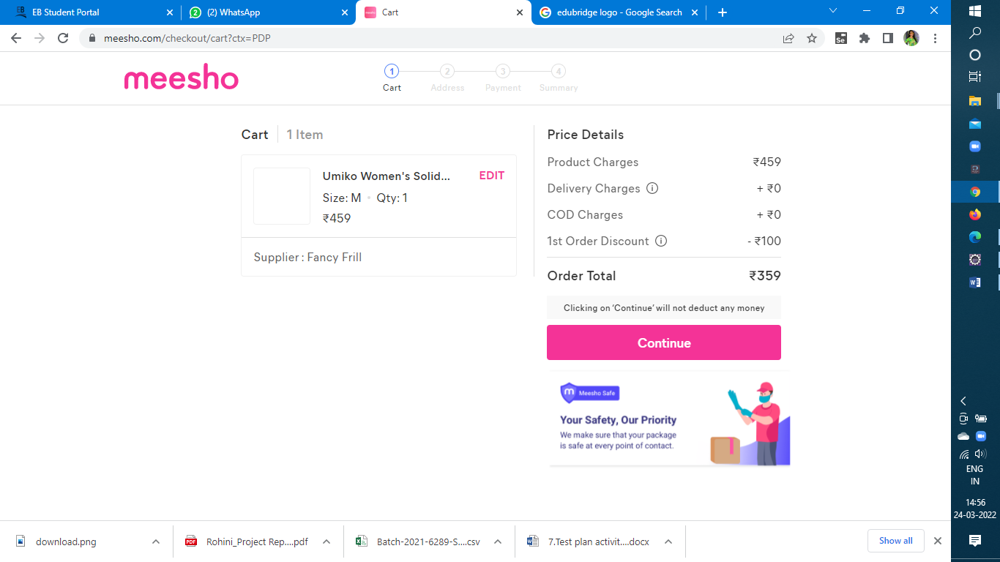 EB Student Portal
(2) WhatsApp
Cart
edubridge logo - Google Search
meesho.com/checkout/cart?ctx=PDP
Se
meesho
1 2 3 4
Cart Address Payment Summary
Cart 1 Item
Umiko Women's Solid... EDIT
Size: M Qty: 1
₹459
Supplier : Fancy Frill
Price Details
Product Charges ₹459
Delivery Charges + ₹0
COD Charges + ₹0
1st Order Discount - ₹100
Order Total ₹359
Clicking on ‘Continue’ will not deduct any money
Continue
m Meesho Safe
Your Safety, Our Priority
We make sure that your package
is safe at every point of contact.
download.png
Rohini_Project Rep....pdf
Batch-2021-6289-S....csv
7.Test plan activit....docx
Show all
ENG
IN
14:56
24-03-2022